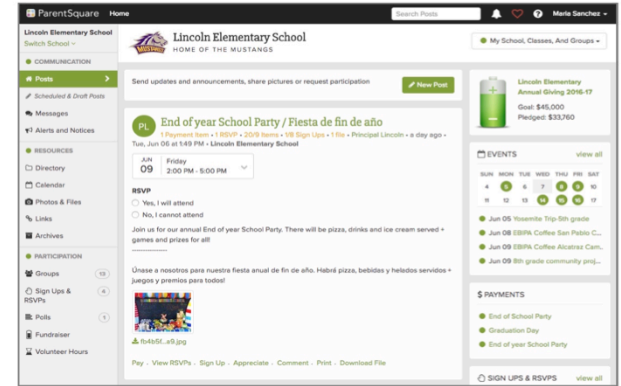 ParentSquare Home
Search Posts
Maria Sanchez
Lincoln Elementary School
Switch School
COMMUNICATION
Posts
Scheduled & Draft Posts
Messages
Alerts and Notices
RESOURCES
Directory
Calendar
Photos & Files
Links
Archives
PARTICIPATION
Groups 13
Sign Ups & 4
RSVPs
Polls 1
Fundraiser
Volunteer Hours
MUSTANGS
Lincoln Elementary School
HOME OF THE MUSTANGS
My School, Classes, And Groups
Send updates and announcements, share pictures or request participation
New Post
PL
End of year School Party / Fiesta de fin de año
1 Payment item • 1 RSVP • 20/9 Items • 1/8 Sign Ups • 1 file • Principal Lincoln • a day ago •
Tue, Jun 06 at 1:49 PM • Lincoln Elementary School
JUN
09
Friday
2:00 PM - 5:00 PM
RSVP
Yes, I will attend
No, I cannot attend
Join us for our annual End of year School Party. There will be pizza, drinks and ice cream served +
games and prizes for all!
Únase a nosotros para nuestra fiesta anual de fin de año. Habrá pizza, bebidas y helados servidos +
juegos y premios para todos!
fb4b5f...a9.jpg
Pay • View RSVPs • Sign Up • Appreciate • Comment • Print • Download File
Lincoln Elementary
Annual Giving 2016-17
Goal: $45,000
Pledged: $33,760
EVENTS view all
SUN MON TUE WED THU FRI SAT
4 5 6 7 8 9 10
11 12 13 14 15 16 17
Jun 05 Yosemite Trip-5th grade
Jun 08 EBIPA Coffee San Pablo C...
Jun 09 EBIPA Coffee Alcatraz Cam..
Jun 09 8th grade community proj...
$ PAYMENTS
End of School Party
Graduation Day
End of year School Party
SIGN UPS & RSVPS view all